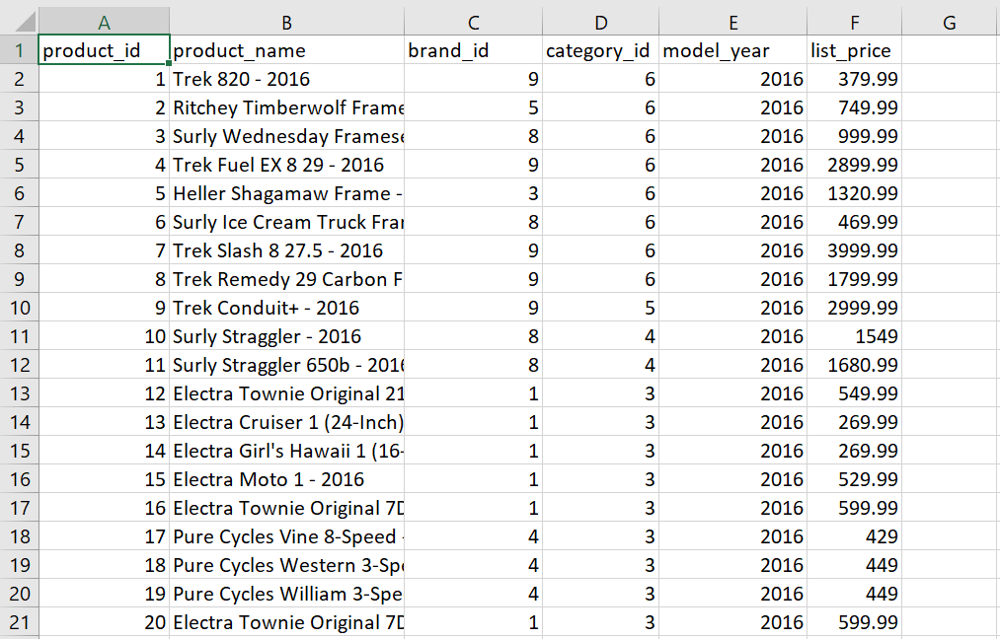 A B C D E F G
1 product_id product_name brand_id category_id model_year list_price
2 1 Trek 820 - 2016 9 6 2016 379.99
3 2 Ritchey Timberwolf Frame 5 6 2016 749.99
4 3 Surly Wednesday Framese 8 6 2016 999.99
5 4 Trek Fuel EX 8 29 - 2016 9 6 2016 2899.99
6 5 Heller Shagamaw Frame - 3 6 2016 1320.99
7 6 Surly Ice Cream Truck Frar 8 6 2016 469.99
8 7 Trek Slash 8 27.5 - 2016 9 6 2016 3999.99
9 8 Trek Remedy 29 Carbon F 9 6 2016 1799.99
10 9 Trek Conduit+ - 2016 9 5 2016 2999.99
11 10 Surly Straggler - 2016 8 4 2016 1549
12 11 Surly Straggler 650b - 2016 8 4 2016 1680.99
13 12 Electra Townie Original 21 1 3 2016 549.99
14 13 Electra Cruiser 1 (24-Inch) 1 3 2016 269.99
15 14 Electra Girl's Hawaii 1 (16- 1 3 2016 269.99
16 15 Electra Moto 1 - 2016 1 3 2016 529.99
17 16 Electra Townie Original 7D 1 3 2016 599.99
18 17 Pure Cycles Vine 8-Speed - 4 3 2016 429
19 18 Pure Cycles Western 3-Spe 4 3 2016 449
20 19 Pure Cycles William 3-Spe 4 3 2016 449
21 20 Electra Townie Original 7D 1 3 2016 599.99